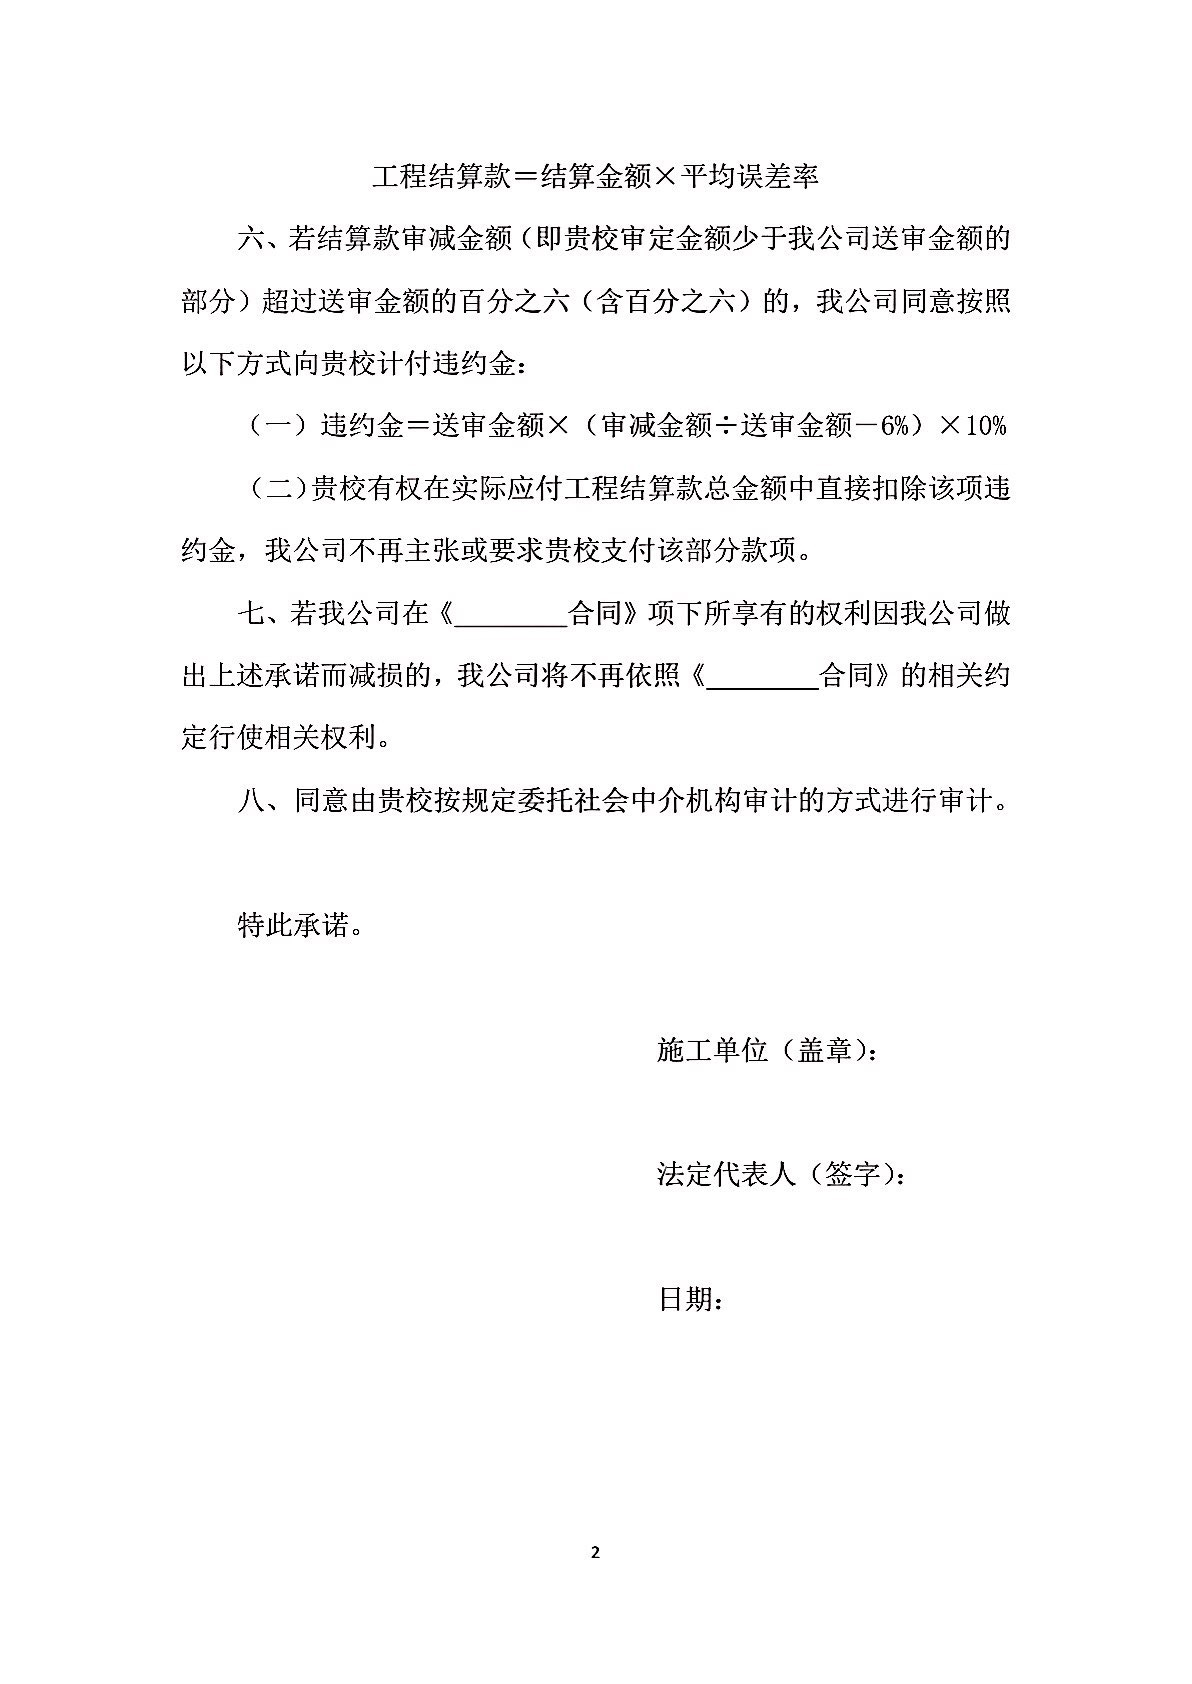 工程结算款＝结算金额×平均误差率
六、若结算款审减金额（即贵校审定金额少于我公司送审金额的
部分）超过送审金额的百分之六（含百分之六）的，我公司同意按照
以下方式向贵校计付违约金：
（一）违约金＝送审金额×（审减金额÷送审金额－6%）×10%
（二）贵校有权在实际应付工程结算款总金额中直接扣除该项违
约金，我公司不再主张或要求贵校支付该部分款项。
七、若我公司在《________合同》项下所享有的权利因我公司做
出上述承诺而减损的，我公司将不再依照《________合同》的相关约
定行使相关权利。
八、同意由贵校按规定委托社会中介机构审计的方式进行审计。
特此承诺。
施工单位（盖章）：
法定代表人（签字）：
日期：
2